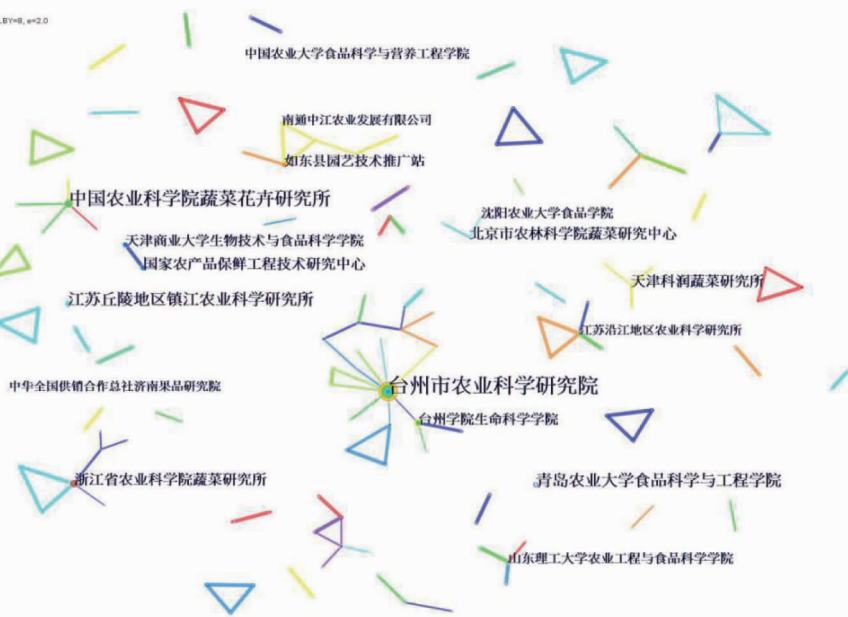 LBY=8, e=2.0
中国农业大学食品科学与营养工程学院
南通中江农业发展有限公司
如东县园艺技术推广站
中国农业科学院蔬菜花卉研究所
沈阳农业大学食品学院
北京市农林科学院蔬菜研究中心
天津商业大学生物技术与食品科学学院
国家农产品保鲜工程技术研究中心
天津科润蔬菜研究所
江苏丘陵地区镇江农业科学研究所
江苏沿江地区农业科学研究所
中华全国供销合作总社济南果品研究院
台州市农业科学研究院
台州学院生命科学学院
浙江省农业科学院蔬菜研究所
青岛农业大学食品科学与工程学院
山东理工大学农业工程与食品科学学院